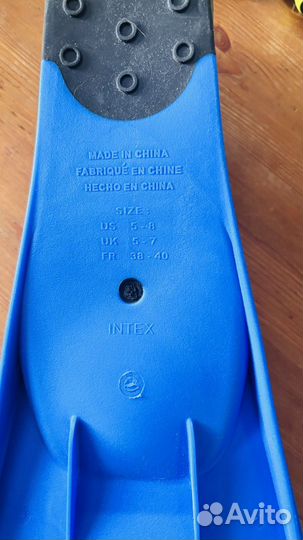 MADE IN CHINA
FABRIQUÉ EN CHINE
HECHO EN CHINA
SIZE:
US 5-8
UK 5-7
FR 38-40
INTEX
Avito